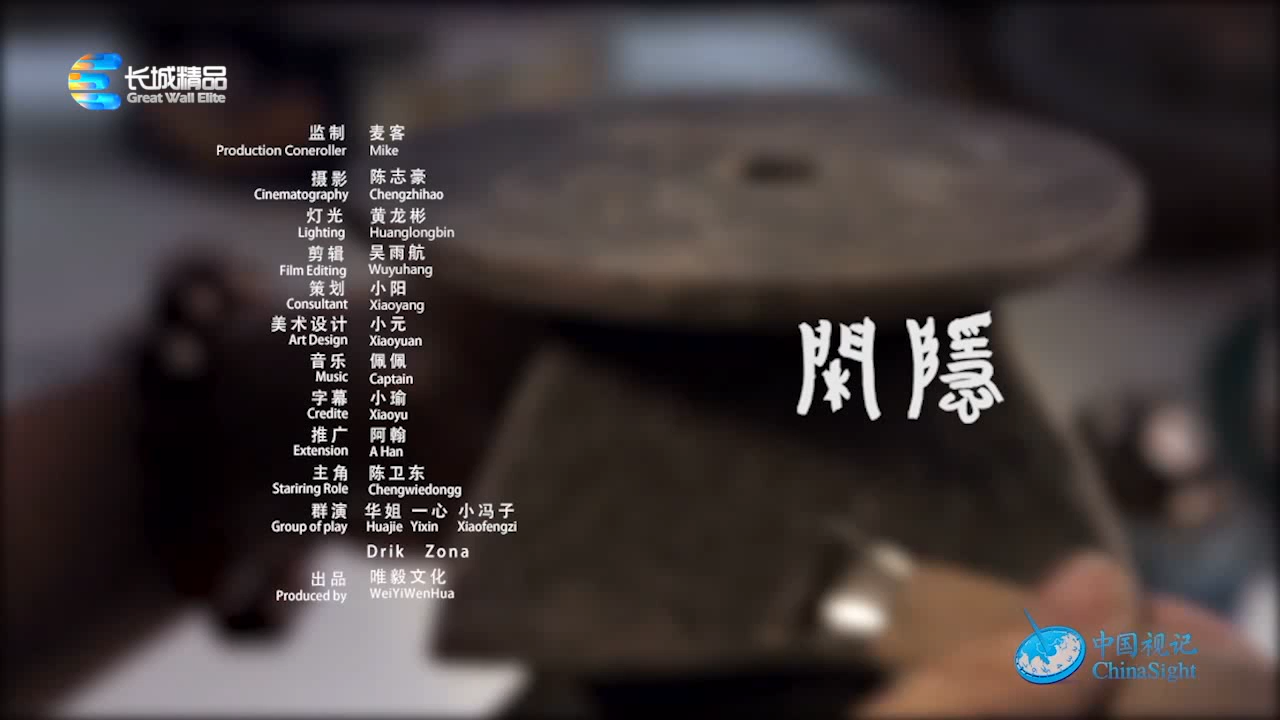 长城精品
Great Wall Elite
监制 麦客
Production Coneroller Mike
摄影 陈志豪
Cinematography Chengzhihao
灯光 黄龙彬
Lighting Huanglongbin
剪辑 吴雨航
Film Editing Wuyuhang
策划 小阳
Consultant Xiaoyang
美术设计 小元
Art Design Xiaoyuan
音乐 佩佩
Music Captain
字幕 小瑜
Credite Xiaoyu
推广 阿翰
Extension A Han
主角 陈卫东
Stariring Role Chengwiedongg
群演 华姐 一心 小冯子
Group of play Huajie Yixin Xiaofengzi
Drik Zona
出品 唯毅文化
Produced by WeiYiWenHua
隱
中国视记
ChinaSight